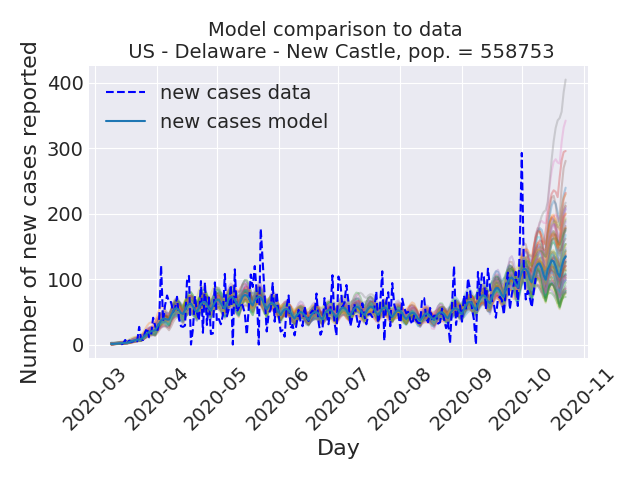 Model comparison to data
US - Delaware - New Castle, pop. = 558753
Number of new cases reported
400
300
200
100
0
new cases data
new cases model
2020-03
2020-04
2020-05
2020-06
2020-07
2020-08
2020-09
2020-10
2020-11
Day